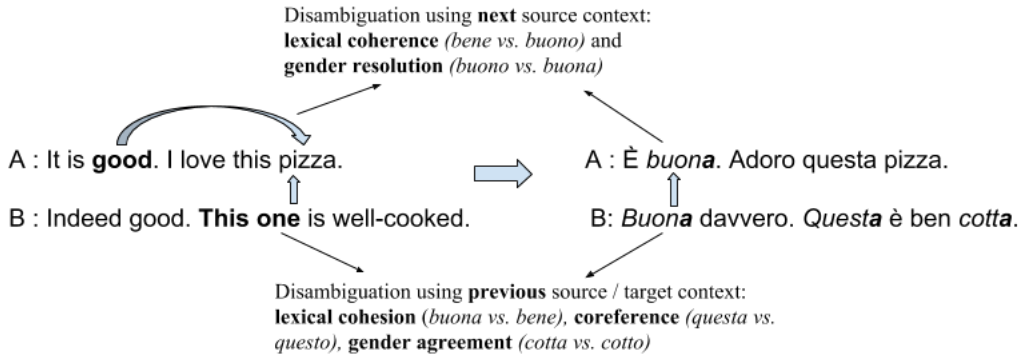 Disambiguation using next source context:
lexical coherence (bene vs. buono) and
gender resolution (buono vs. buona)
A : It is good. I love this pizza.
A : È buona. Adoro questa pizza.
B : Indeed good. This one is well-cooked.
B: Buona davvero. Questa è ben cotta.
Disambiguation using previous source / target context:
lexical cohesion (buona vs. bene), coreference (questa vs.
questo), gender agreement (cotta vs. cotto)